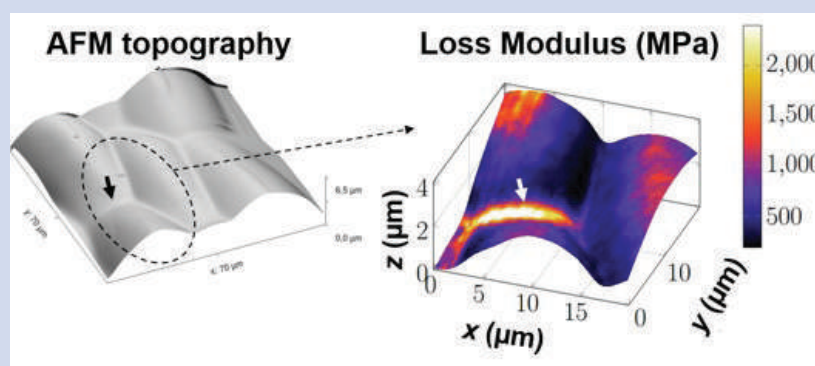 AFM topography
Loss Modulus (MPa)
2,000
1,500
1,000
500
6,5 µm
0,0 µm
y: 70 µm
x: 70 µm
4
2
0
z (µm)
0
5
10
15
x (µm)
0
10
y (µm)